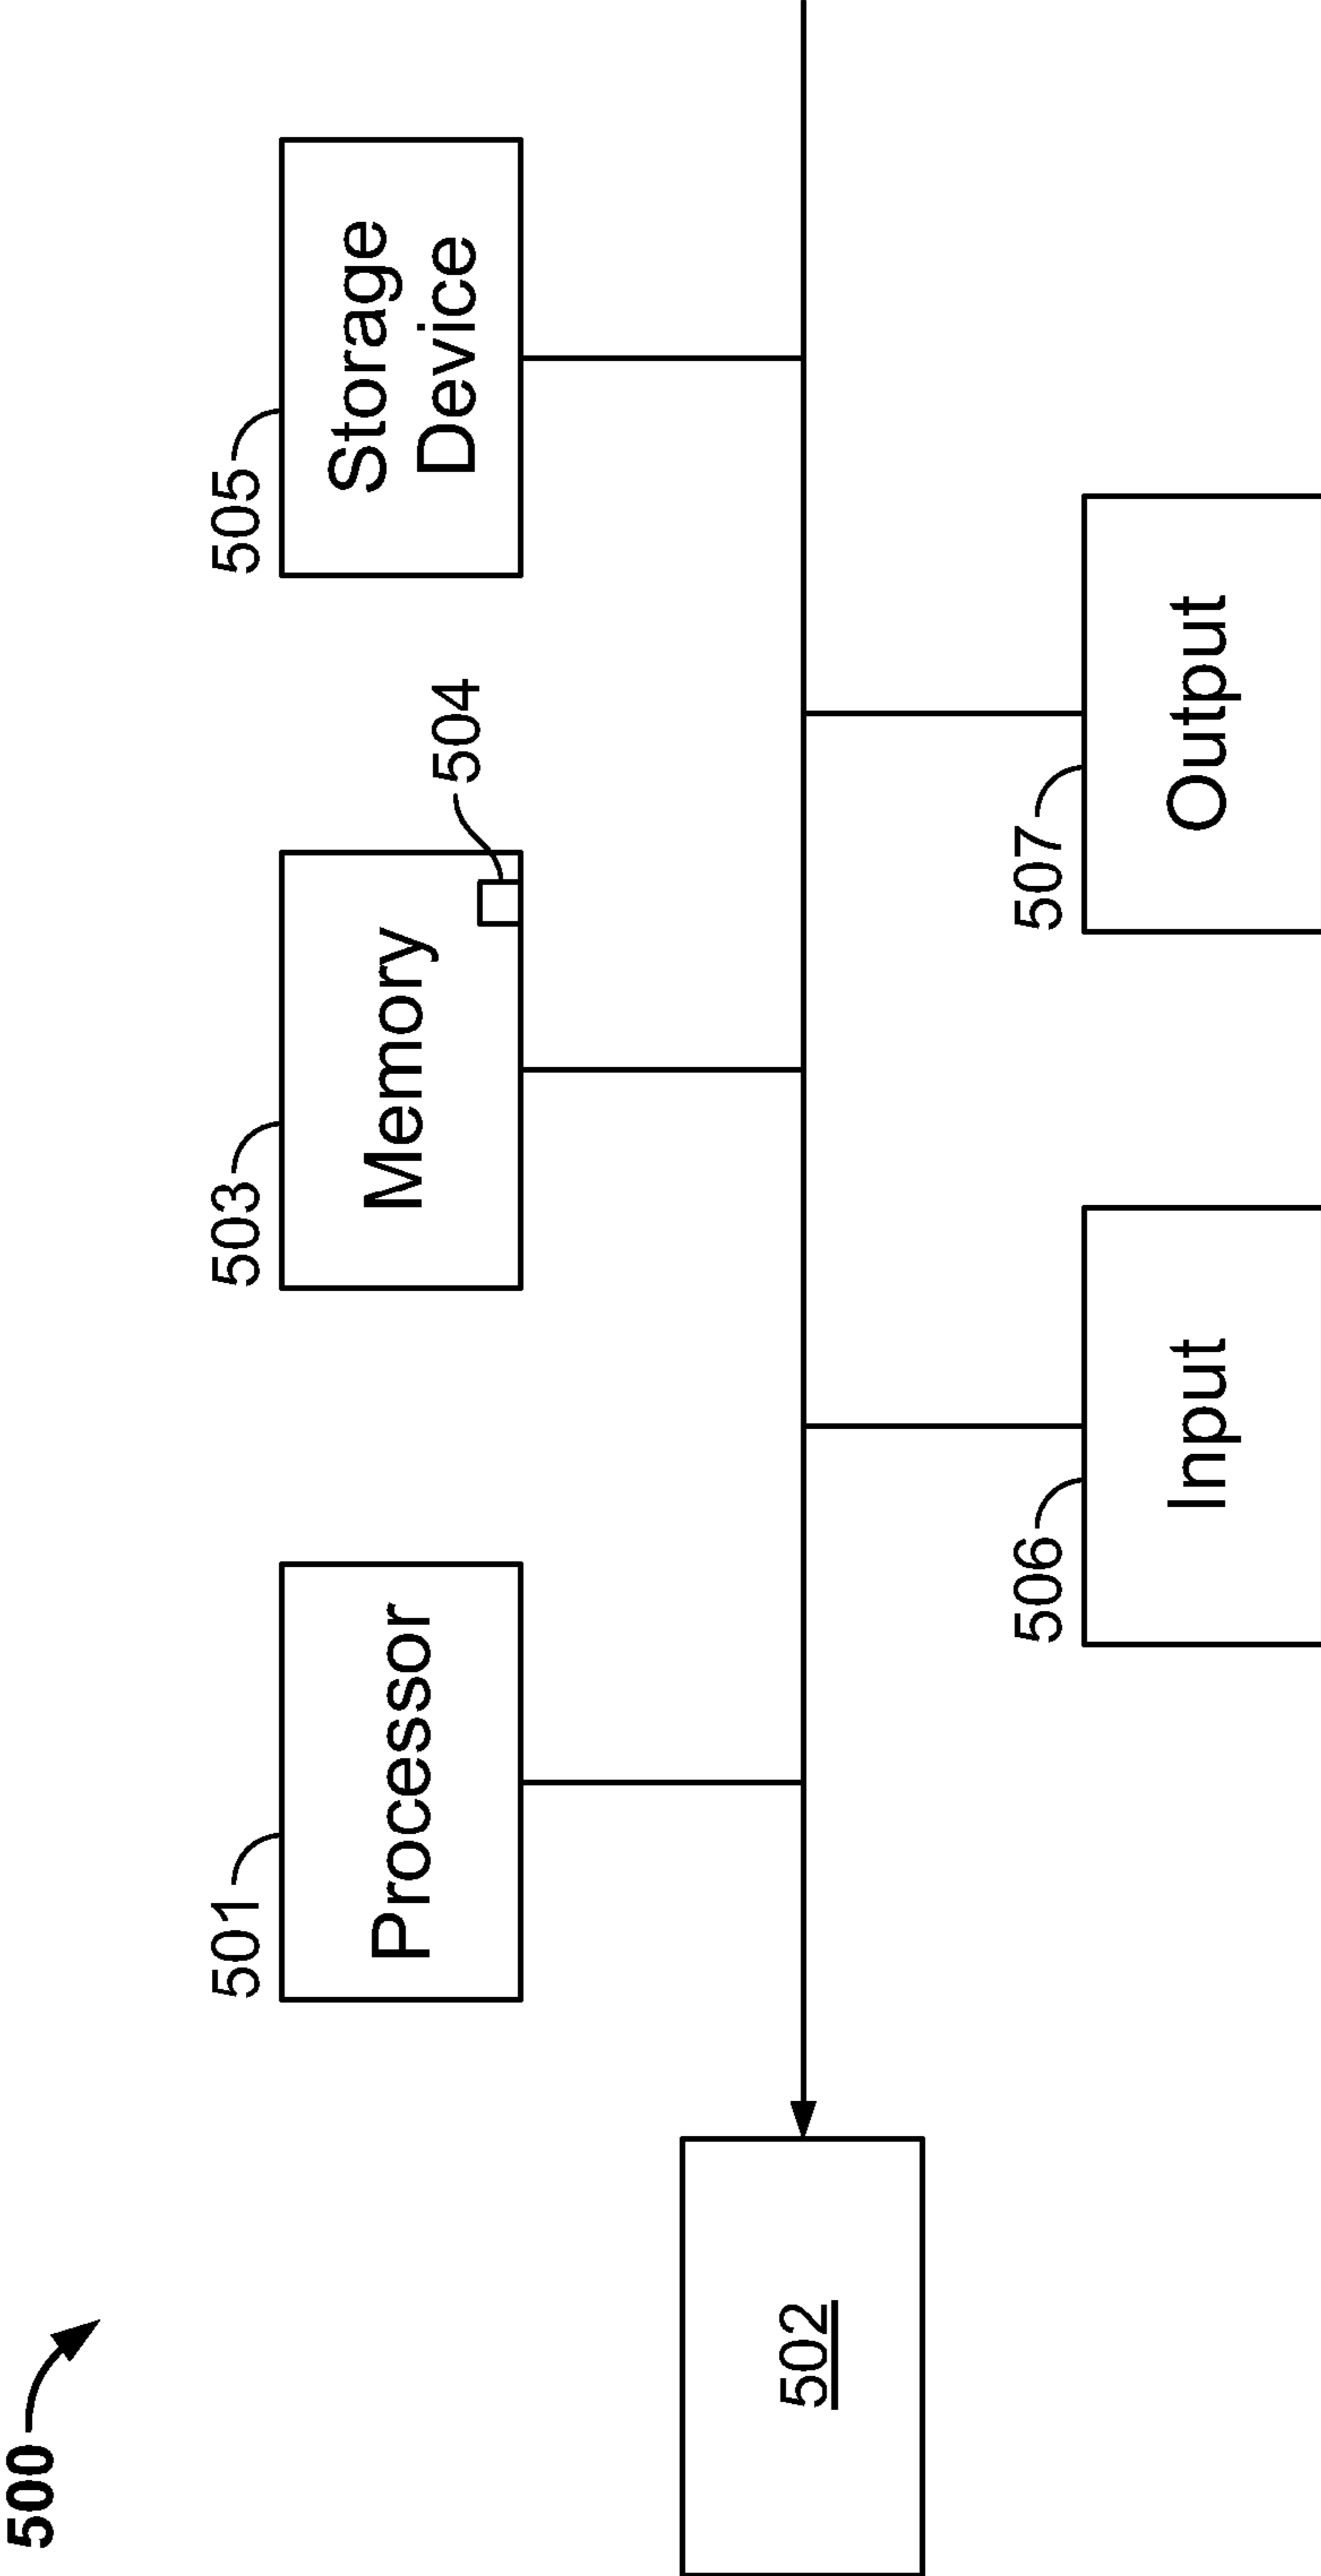 500
501
Processor
503
Memory
504
505
Storage
Device
502
506
Input
507
Output